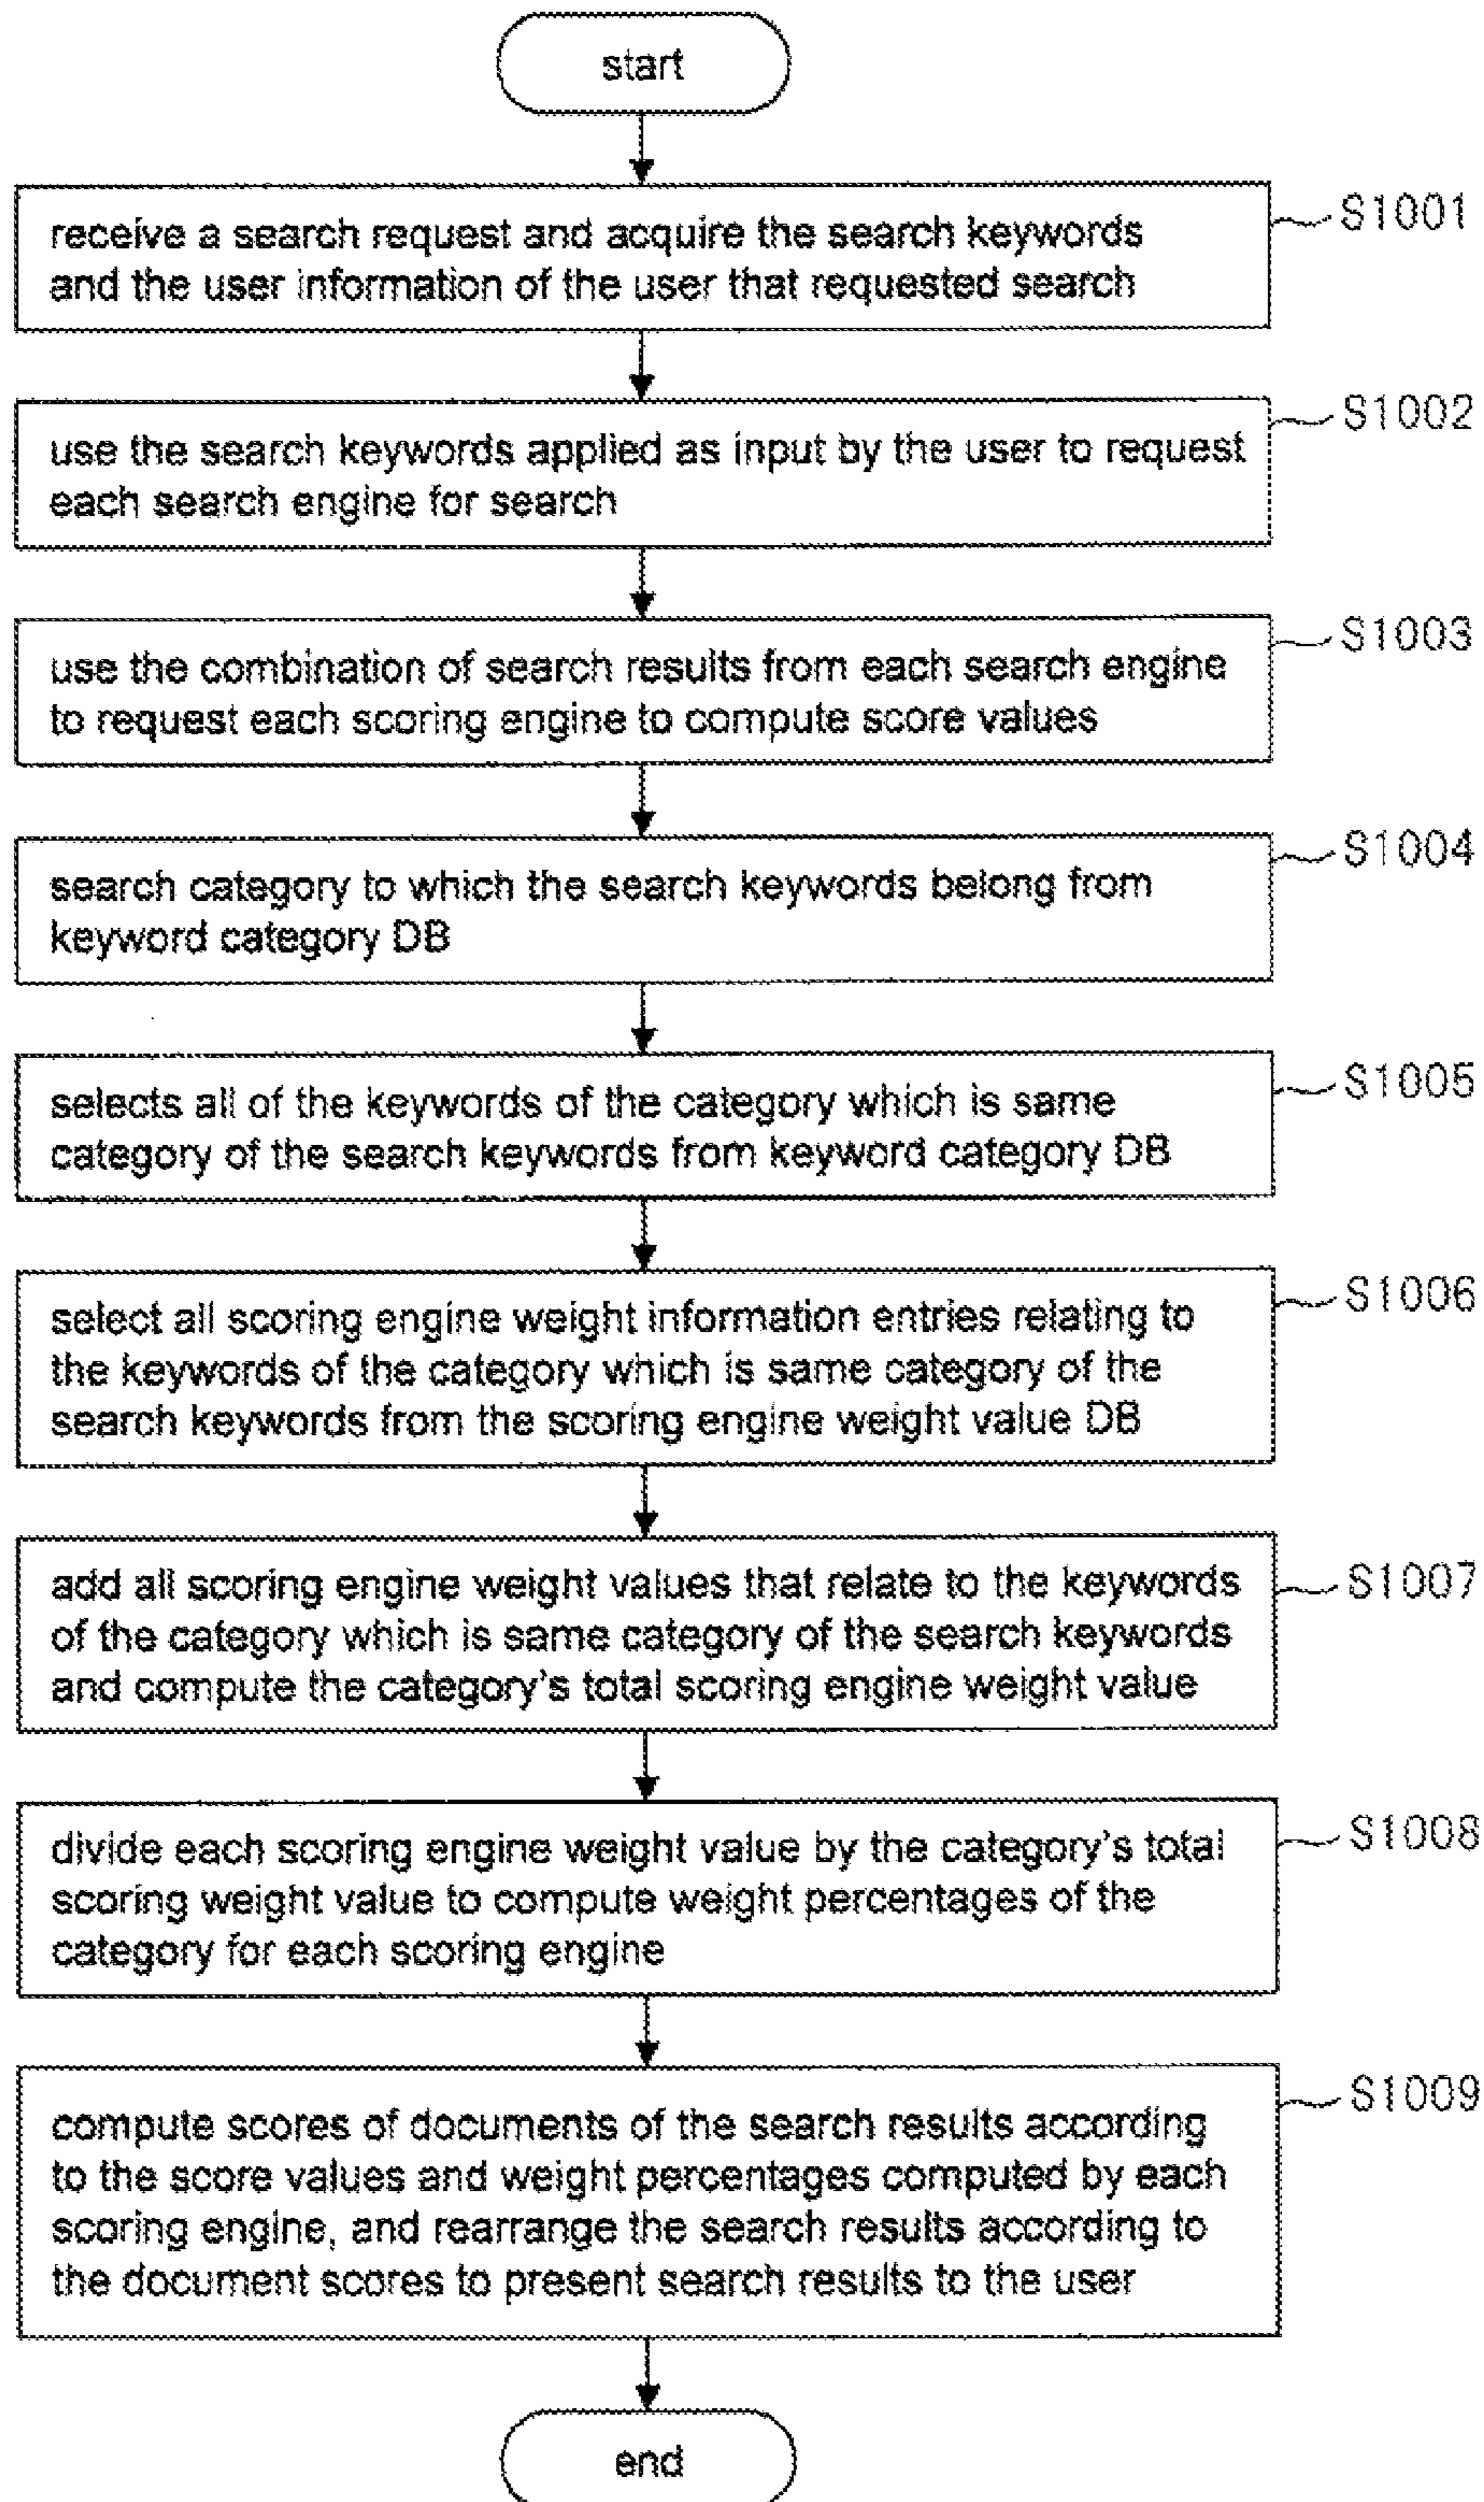 start
receive a search request and acquire the search keywords
and the user information of the user that requested search
S1001
use the search keywords applied as input by the user to request
each search engine for search
S1002
use the combination of search results from each search engine
to request each scoring engine to compute score values
S1003
search category to which the search keywords belong from
keyword category DB
S1004
selects all of the keywords of the category which is same
category of the search keywords from keyword category DB
S1005
select all scoring engine weight information entries relating to
the keywords of the category which is same category of the
search keywords from the scoring engine weight value DB
S1006
add all scoring engine weight values that relate to the keywords
of the category which is same category of the search keywords
and compute the category's total scoring engine weight value
S1007
divide each scoring engine weight value by the category's total
scoring weight value to compute weight percentages of the
category for each scoring engine
S1008
compute scores of documents of the search results according
to the score values and weight percentages computed by each
scoring engine, and rearrange the search results according to
the document scores to present search results to the user
S1009
end